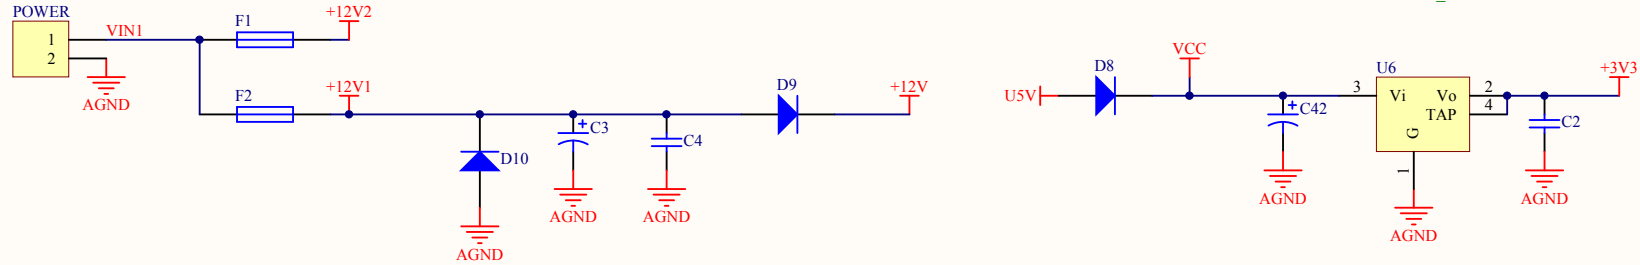 POWER
1
2
VIN1
AGND
F1
+12V2
F2
+12V1
D10
AGND
+
C3
AGND
C4
AGND
D9
+12V
U5V
D8
VCC
+
C42
AGND
U6
3
Vi
Vo
TAP
G
2
4
1
AGND
+3V3
C2
AGND